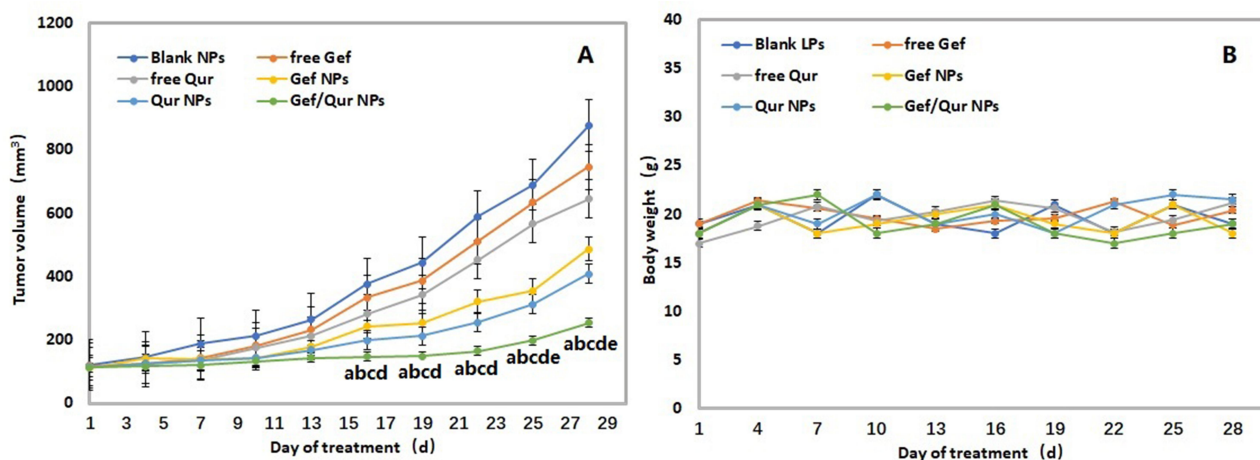 A
Blank NPs free Gef
free Qur Gef NPs
Qur NPs Gef/Qur NPs
Tumor volume（mm³）
1200
1000
800
600
400
200
0
abcd abcd abcd abcde abcde
1 3 5 7 9 11 13 15 17 19 21 23 25 27 29
Day of treatment（d）
B
Blank LPs free Gef
free Qur Gef NPs
Qur NPs Gef/Qur NPs
Body weight（g）
40
35
30
25
20
15
10
5
0
1 4 7 10 13 16 19 22 25 28
Day of treatment（d）